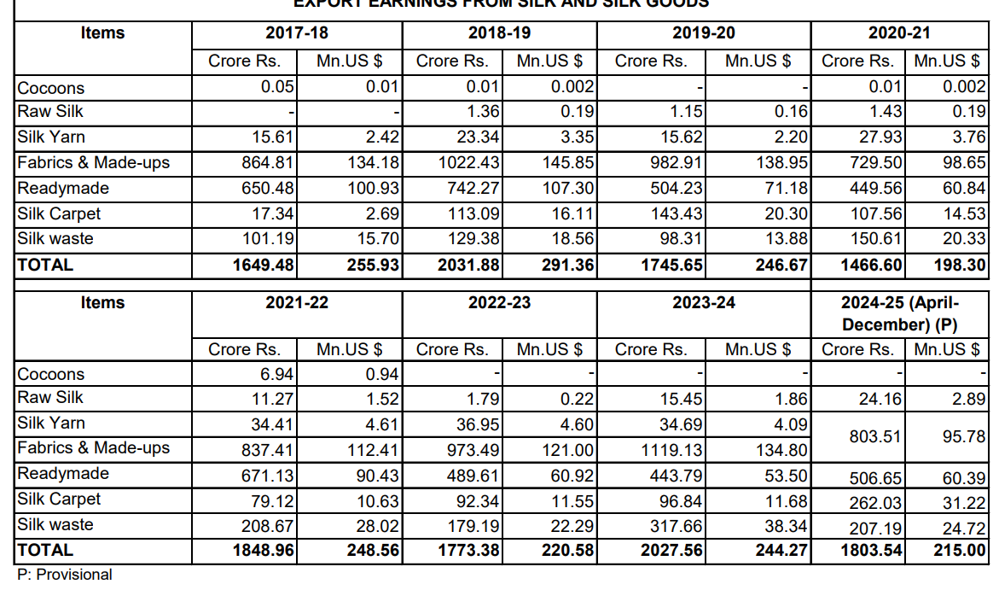 EXPORT EARNINGS FROM SILK AND SILK GOODS
Items 2017-18 2018-19 2019-20 2020-21
Crore Rs. Mn.US $ Crore Rs. Mn.US $ Crore Rs. Mn.US $ Crore Rs. Mn.US $
Cocoons 0.05 0.01 0.01 0.002 - - 0.01 0.002
Raw Silk - - 1.36 0.19 1.15 0.16 1.43 0.19
Silk Yarn 15.61 2.42 23.34 3.35 15.62 2.20 27.93 3.76
Fabrics & Made-ups 864.81 134.18 1022.43 145.85 982.91 138.95 729.50 98.65
Readymade 650.48 100.93 742.27 107.30 504.23 71.18 449.56 60.84
Silk Carpet 17.34 2.69 113.09 16.11 143.43 20.30 107.56 14.53
Silk waste 101.19 15.70 129.38 18.56 98.31 13.88 150.61 20.33
TOTAL 1649.48 255.93 2031.88 291.36 1745.65 246.67 1466.60 198.30
Items 2021-22 2022-23 2023-24 2024-25 (April-
December) (P)
Crore Rs. Mn.US $ Crore Rs. Mn.US $ Crore Rs. Mn.US $ Crore Rs. Mn.US $
Cocoons 6.94 0.94 - - - - - -
Raw Silk 11.27 1.52 1.79 0.22 15.45 1.86 24.16 2.89
Silk Yarn 34.41 4.61 36.95 4.60 34.69 4.09
803.51 95.78
Fabrics & Made-ups 837.41 112.41 973.49 121.00 1119.13 134.80
Readymade 671.13 90.43 489.61 60.92 443.79 53.50 506.65 60.39
Silk Carpet 79.12 10.63 92.34 11.55 96.84 11.68 262.03 31.22
Silk waste 208.67 28.02 179.19 22.29 317.66 38.34 207.19 24.72
TOTAL 1848.96 248.56 1773.38 220.58 2027.56 244.27 1803.54 215.00
P: Provisional